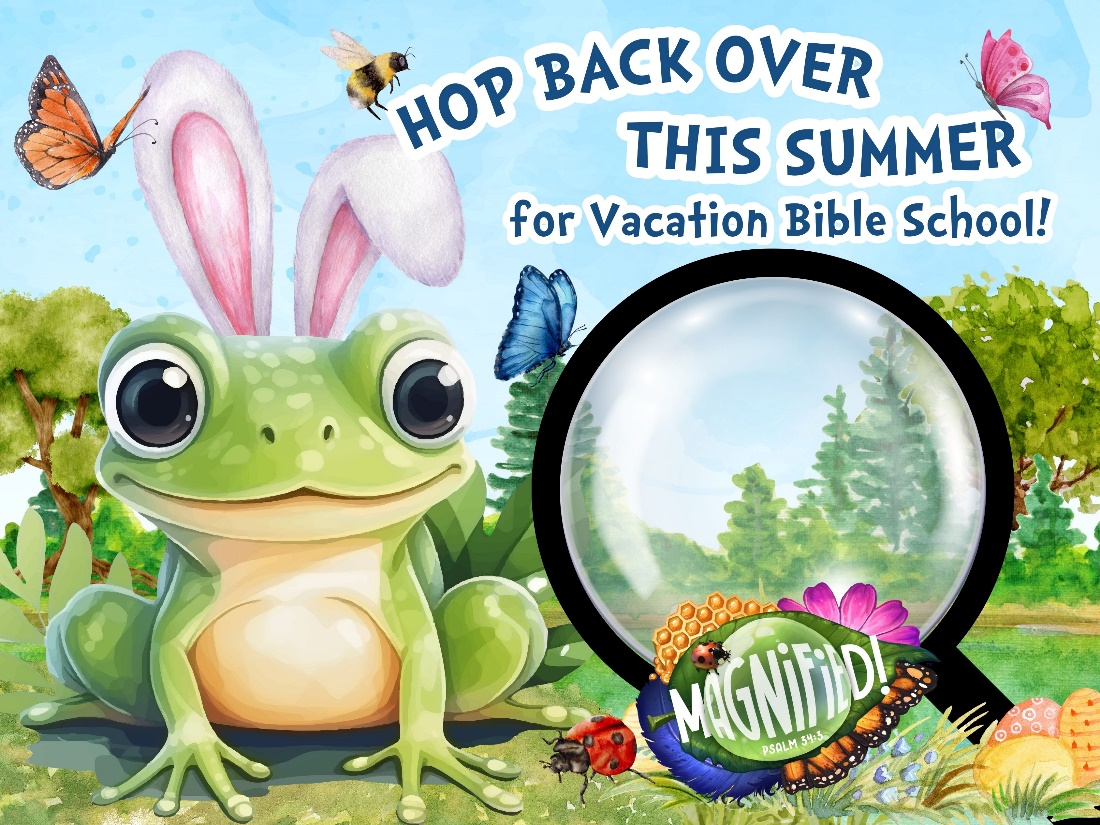 HOP BACK OVER
THIS SUMMER
for Vacation Bible School!
MAGNiFiED!
PSALM 34:3